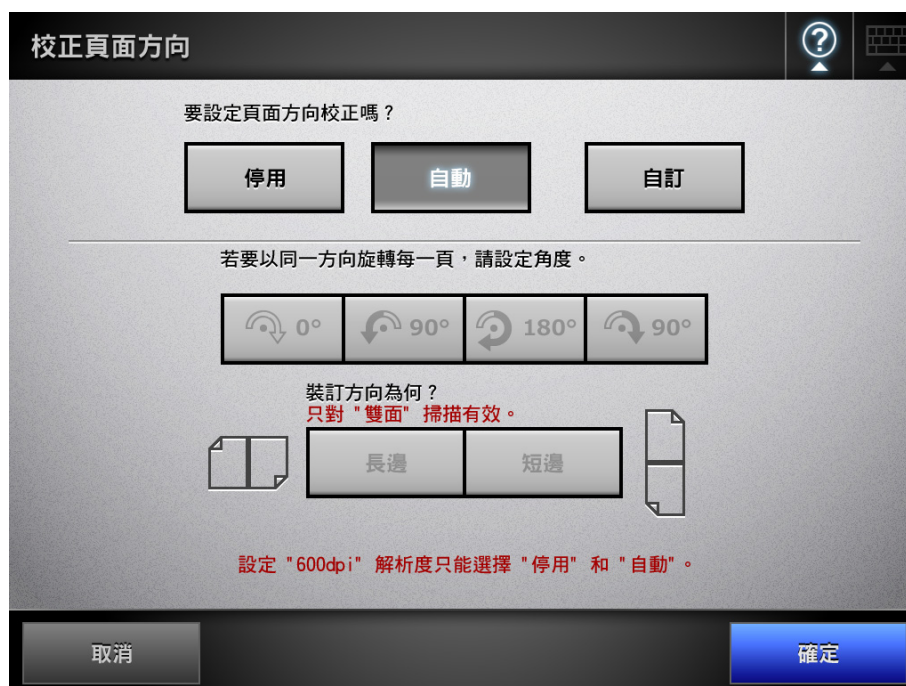 校正頁面方向
?
要設定頁面方向校正嗎？
停用 自動 自訂
若要以同一方向旋轉每一頁，請設定角度。
0° 90° 180° 90°
裝訂方向為何？
只對 "雙面" 掃描有效。
長邊 短邊
設定 "600dpi" 解析度只能選擇 "停用" 和 "自動"。
取消 確定